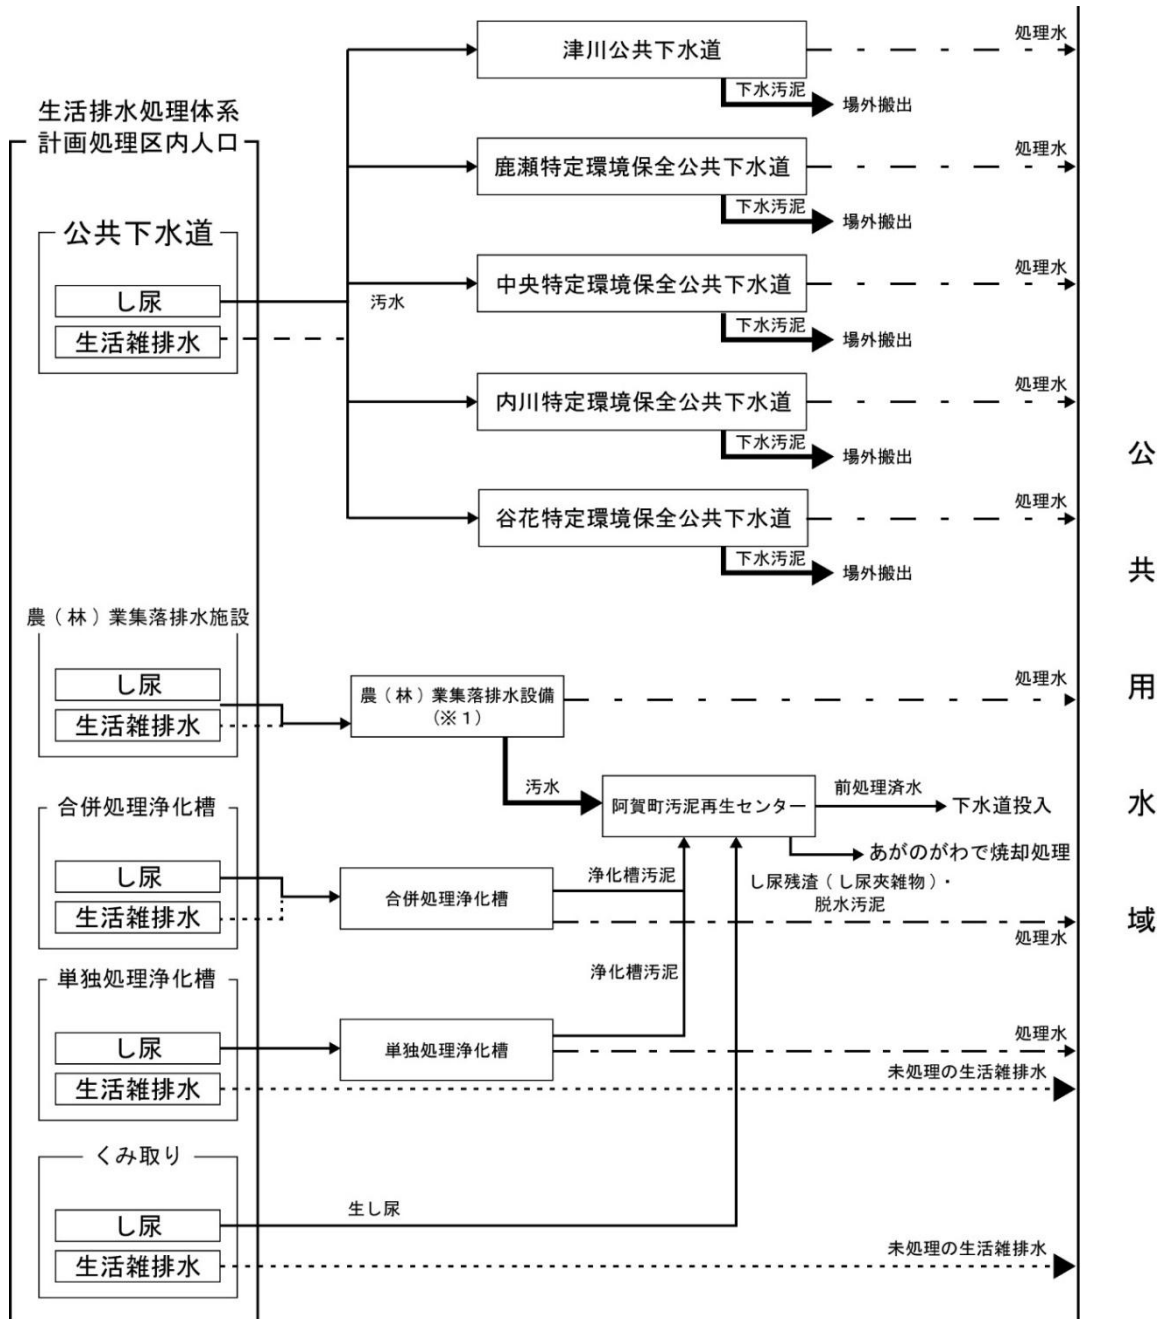 生活排水処理体系
計画処理区内人口
公共下水道
し尿
生活雑排水
汚水
津川公共下水道
処理水
下水汚泥
場外搬出
鹿瀬特定環境保全公共下水道
処理水
下水汚泥
場外搬出
中央特定環境保全公共下水道
処理水
下水汚泥
場外搬出
内川特定環境保全公共下水道
処理水
下水汚泥
場外搬出
谷花特定環境保全公共下水道
処理水
下水汚泥
場外搬出
農(林)業集落排水施設
し尿
生活雑排水
農(林)業集落排水設備
(※1)
処理水
汚水
阿賀町汚泥再生センター
前処理済水
下水道投入
あがのがわで焼却処理
し尿残渣(し尿夾雑物)・
脱水汚泥
合併処理浄化槽
し尿
生活雑排水
合併処理浄化槽
浄化槽汚泥
処理水
単独処理浄化槽
し尿
生活雑排水
単独処理浄化槽
浄化槽汚泥
処理水
未処理の生活雑排水
くみ取り
し尿
生活雑排水
生し尿
未処理の生活雑排水
公共用水域